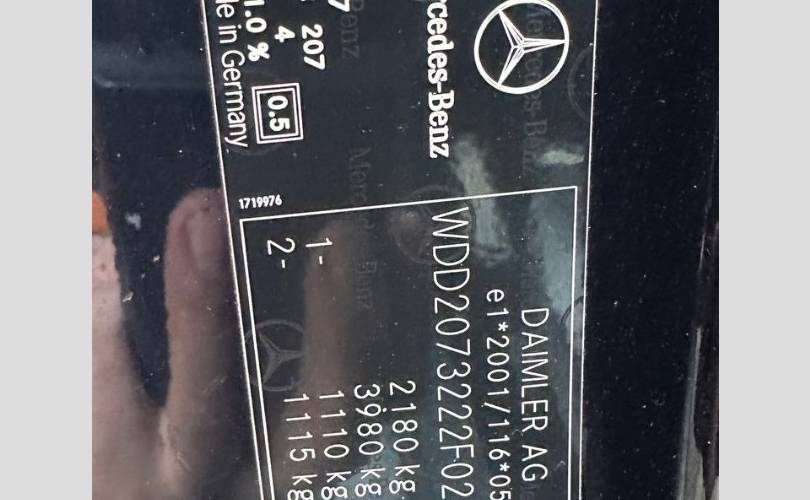 Mercedes-Benz
DAIMLER AG
e1*2001/116*05
WDD2073222F02
2180 kg
3980 kg
1- 1110 kg
2- 1115 kg
1719976
207
4
1.0 %
0.5
in Germany